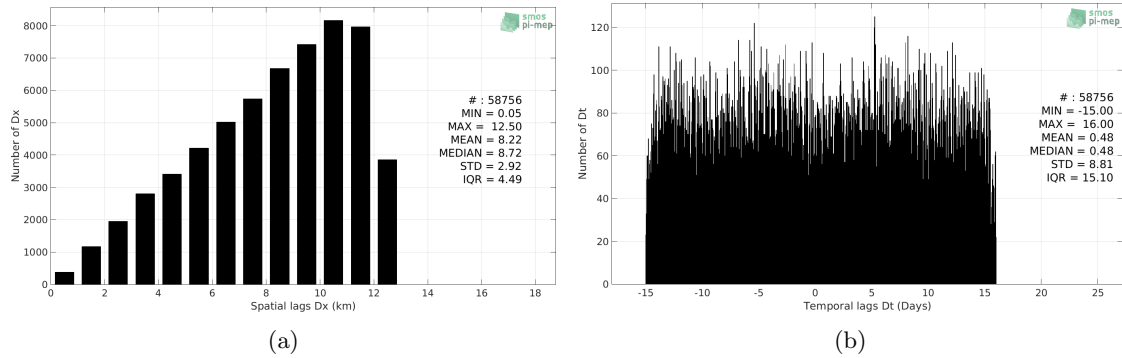 smos
pi-mep
Number of Dx
8000
7000
6000
5000
4000
3000
2000
1000
0
# : 58756
MIN = 0.05
MAX = 12.50
MEAN = 8.22
MEDIAN = 8.72
STD = 2.92
IQR = 4.49
0 2 4 6 8 10 12 14 16 18
Spatial lags Dx (km)
(a)
smos
pi-mep
Number of Dt
120
100
80
60
40
20
0
# : 58756
MIN = -15.00
MAX = 16.00
MEAN = 0.48
MEDIAN = 0.48
STD = 8.81
IQR = 15.10
-15 -10 -5 0 5 10 15 20 25
Temporal lags Dt (Days)
(b)